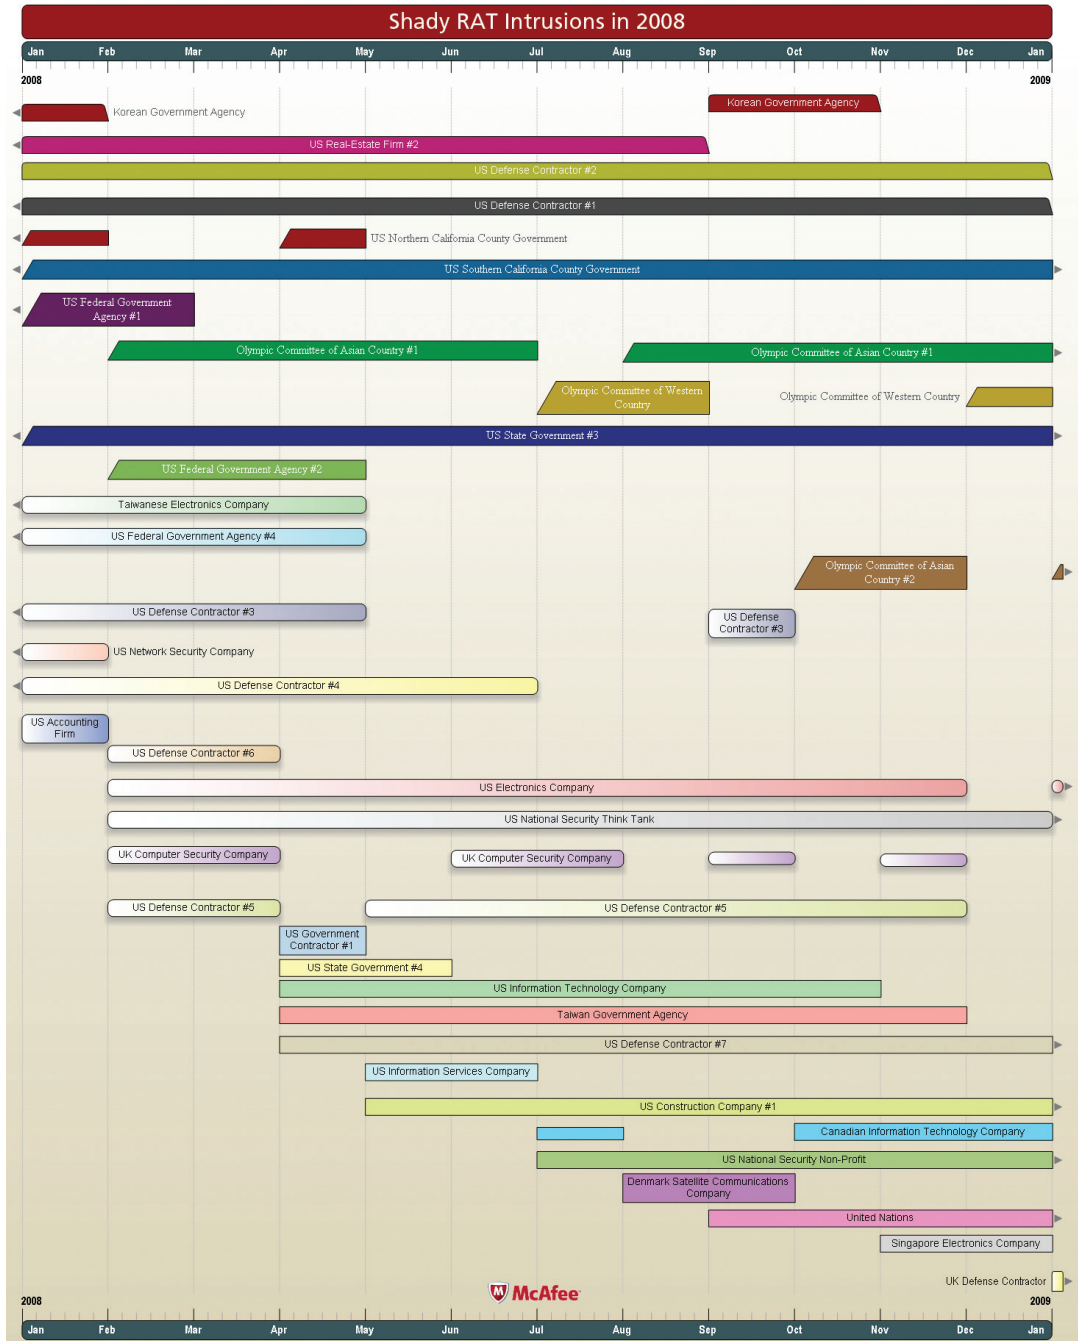 Shady RAT Intrusions in 2008
Jan Feb Mar Apr May Jun Jul Aug Sep Oct Nov Dec Jan
2008 2009
Korean Government Agency
Korean Government Agency
US Real-Estate Firm #2
US Defense Contractor #2
US Defense Contractor #1
US Northern California County Government
US Southern California County Government
US Federal Government
Agency #1
Olympic Committee of Asian Country #1
Olympic Committee of Asian Country #1
Olympic Committee of Western
Country
Olympic Committee of Western Country
US State Government #3
US Federal Government Agency #2
Taiwanese Electronics Company
US Federal Government Agency #4
Olympic Committee of Asian
Country #2
US Defense Contractor #3
US Defense
Contractor #3
US Network Security Company
US Defense Contractor #4
US Accounting
Firm
US Defense Contractor #6
US Electronics Company
US National Security Think Tank
UK Computer Security Company
UK Computer Security Company
US Defense Contractor #5
US Defense Contractor #5
US Government
Contractor #1
US State Government #4
US Information Technology Company
Taiwan Government Agency
US Defense Contractor #7
US Information Services Company
US Construction Company #1
Canadian Information Technology Company
US National Security Non-Profit
Denmark Satellite Communications
Company
United Nations
Singapore Electronics Company
UK Defense Contractor
McAfee
2008 2009
Jan Feb Mar Apr May Jun Jul Aug Sep Oct Nov Dec Jan